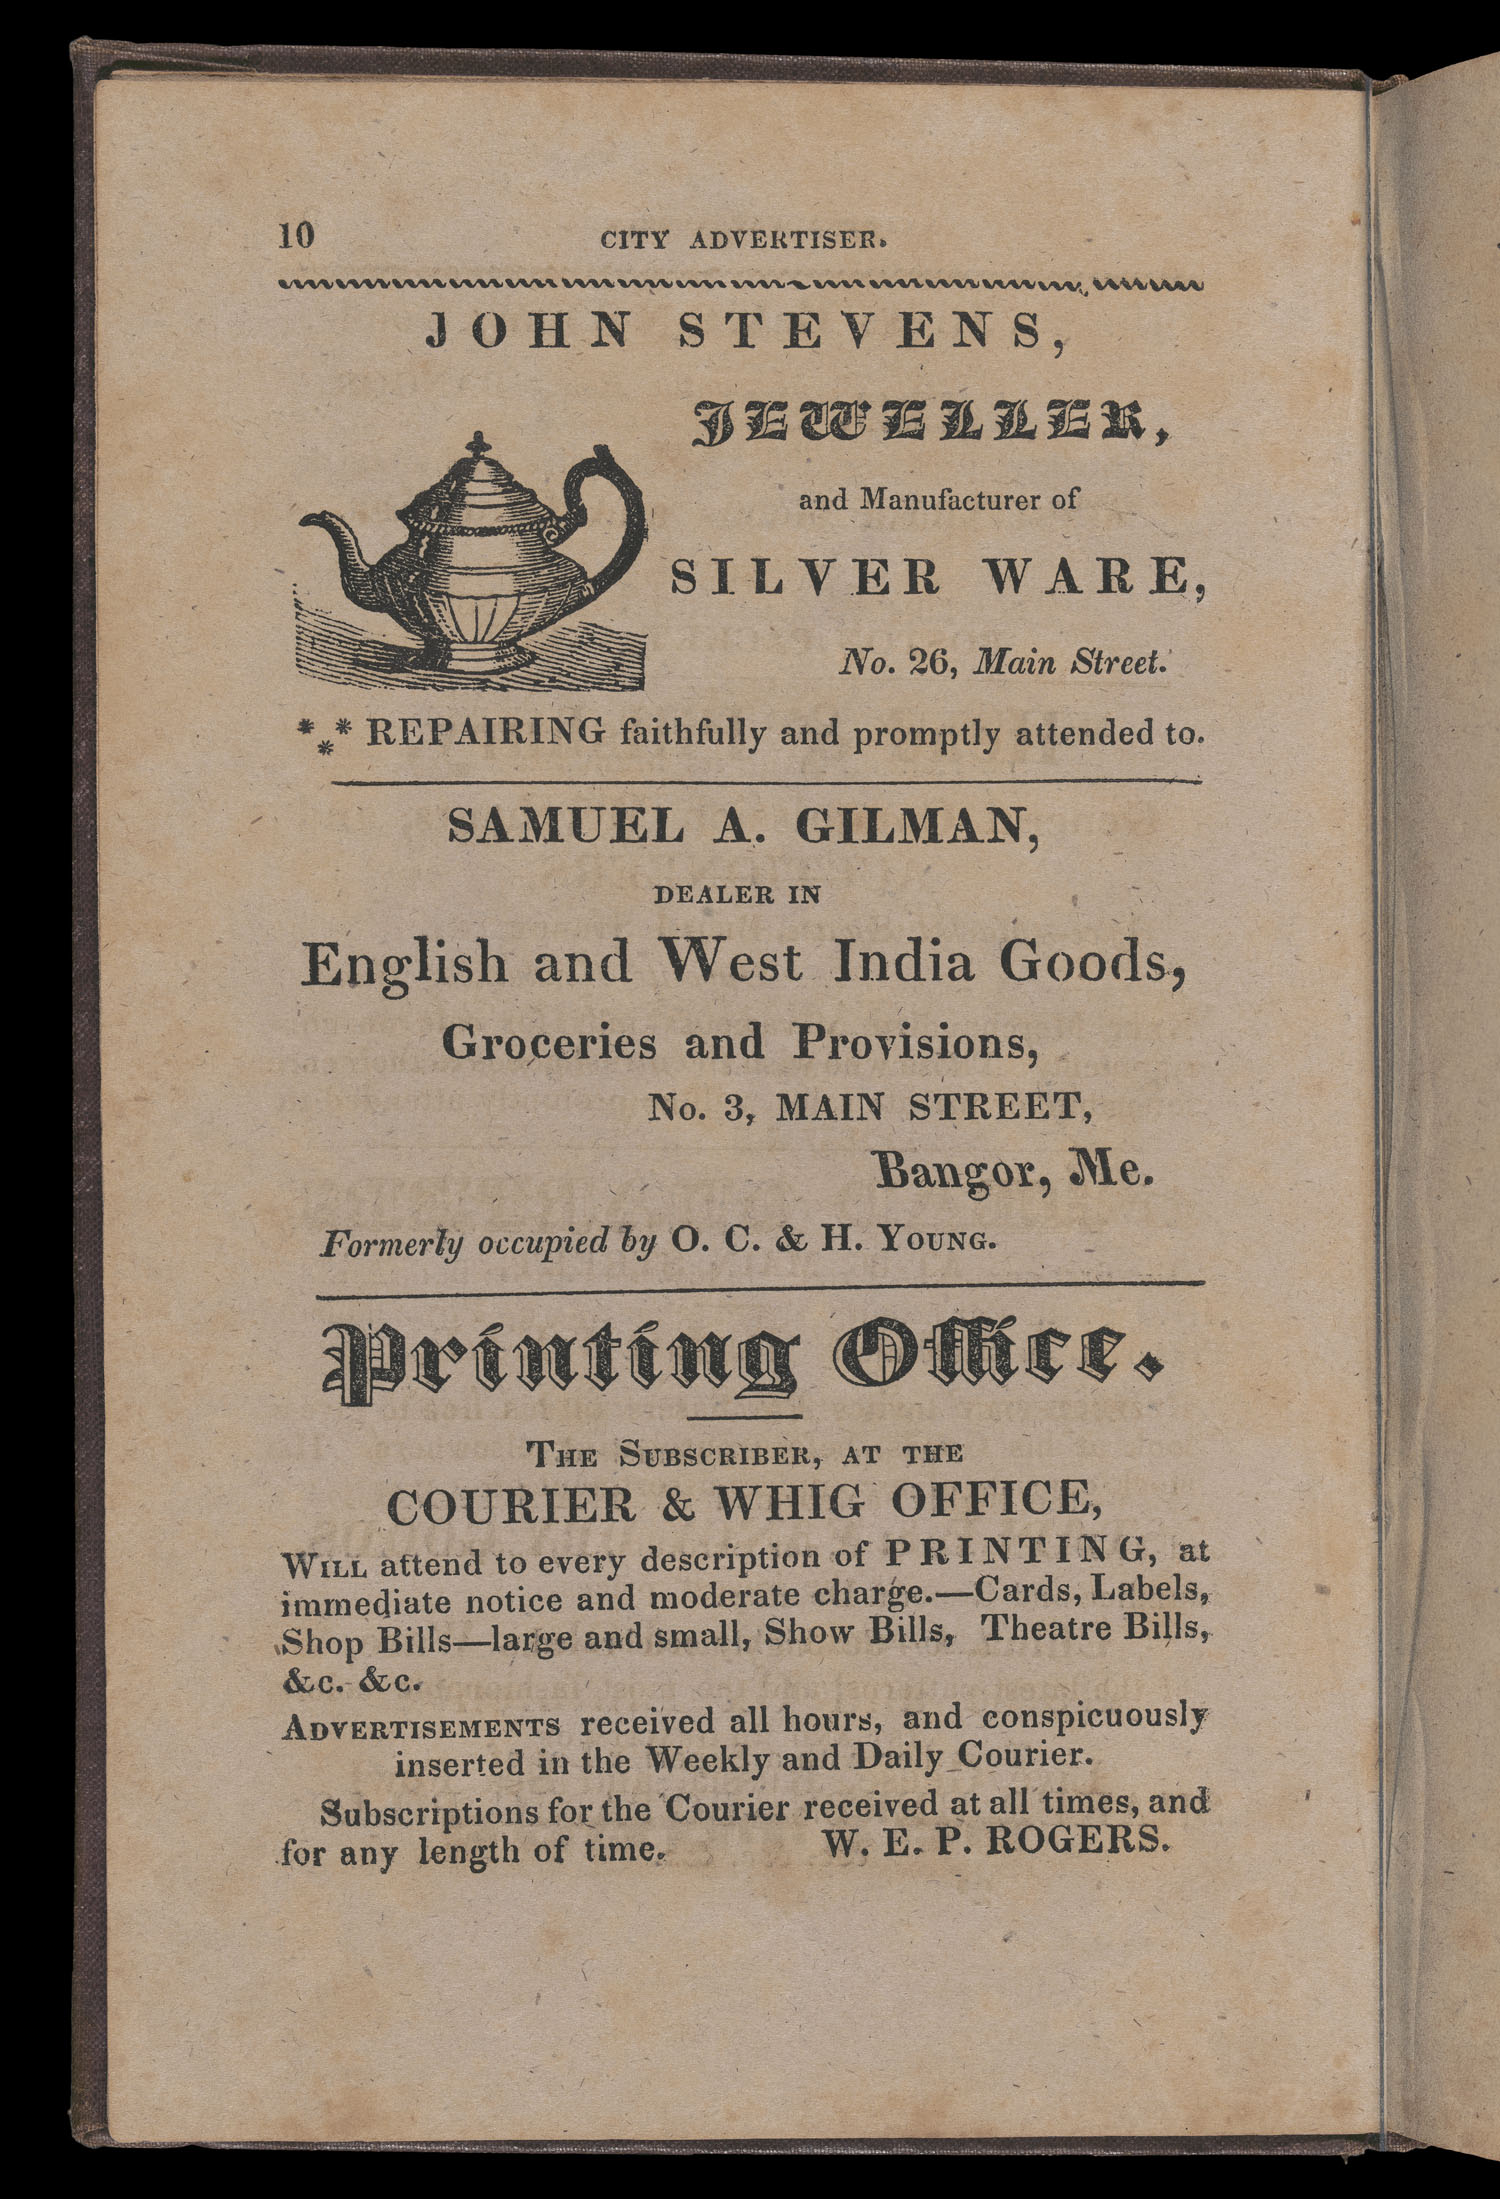 10 CITY ADVERTISER.
JOHN STEVENS,
JEWELLER,
and Manufacturer of
SILVER WARE,
No. 26, Main Street.
*** REPAIRING faithfully and promptly attended to.
SAMUEL A. GILMAN,
DEALER IN
English and West India Goods,
Groceries and Provisions,
No. 3, MAIN STREET,
Bangor, Me.
Formerly occupied by O. C. & H. YOUNG.
Printing Office.
THE SUBSCRIBER, AT THE
COURIER & WHIG OFFICE,
WILL attend to every description of PRINTING, at
immediate notice and moderate charge.—Cards, Labels,
Shop Bills—large and small, Show Bills, Theatre Bills,
&c. &c.
ADVERTISEMENTS received all hours, and conspicuously
inserted in the Weekly and Daily Courier.
Subscriptions for the Courier received at all times, and
for any length of time. W. E. P. ROGERS.